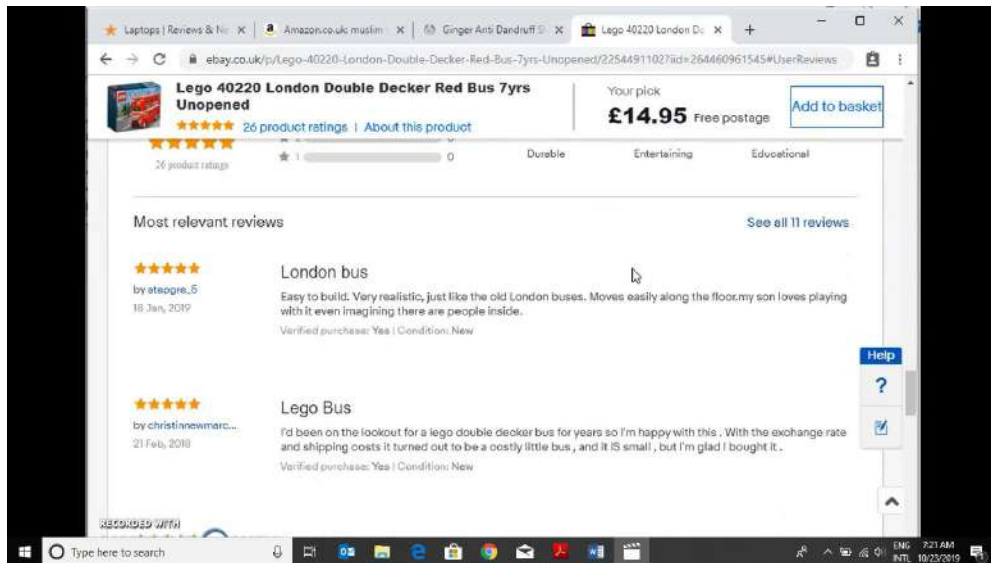 Laptops | Reviews & Ne
Amazon.co.uk: muslim
Ginger Anti Dandruff S
Lego 40220 London Do
ebay.co.uk/p/Lego-40220-London-Double-Decker-Red-Bus-7yrs-Unopened/2254491102?iid=264460961545#UserReviews
Lego 40220 London Double Decker Red Bus 7yrs
Unopened
26 product ratings | About this product
Your pick
£14.95 Free postage
Add to basket
26 product ratings
1 0
Durable Entertaining Educational
Most relevant reviews
See all 11 reviews
London bus
Easy to build. Very realistic, just like the old London buses. Moves easily along the floor.my son loves playing
with it even imagining there are people inside.
Verified purchase: Yes | Condition: New
by stepgre_5
18 Jan, 2019
Help
?
Lego Bus
I'd been on the lookout for a lego double decker bus for years so I'm happy with this . With the exchange rate
and shipping costs it turned out to be a costly little bus , and it IS small , but I'm glad I bought it .
Verified purchase: Yes | Condition: New
by christinnewmarc...
21 Feb, 2018
RECORDED WITH
Type here to search
ENG
INTL
7:21 AM
10/23/2019